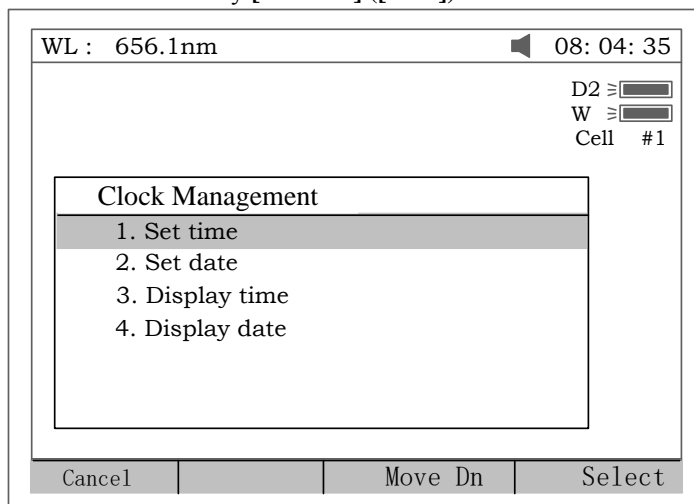 WL : 656.1nm 08: 04: 35
D2
W
Cell #1
Clock Management
1. Set time
2. Set date
3. Display time
4. Display date
Cancel Move Dn Select